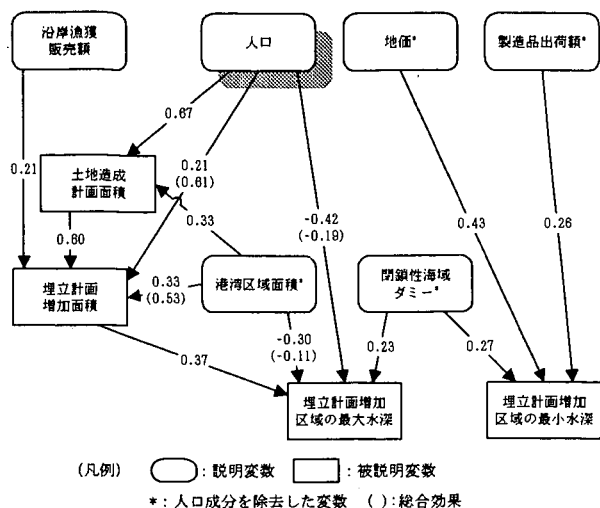 沿岸漁獲
販売額
人口
地価*
製造品出荷額*
0.67
0.21
0.21
(0.61)
土地造成
計画面積
0.33
-0.42
(-0.19)
0.43
0.26
0.60
埋立計画
増加面積
0.33
(0.53)
港湾区域面積*
閉鎖性海域
ダミー*
0.37
-0.30
(-0.11)
0.23
0.27
埋立計画増加
区域の最大水深
埋立計画増加
区域の最小水深
(凡例) :説明変数 :被説明変数
*:人口成分を除去した変数 ( ):総合効果